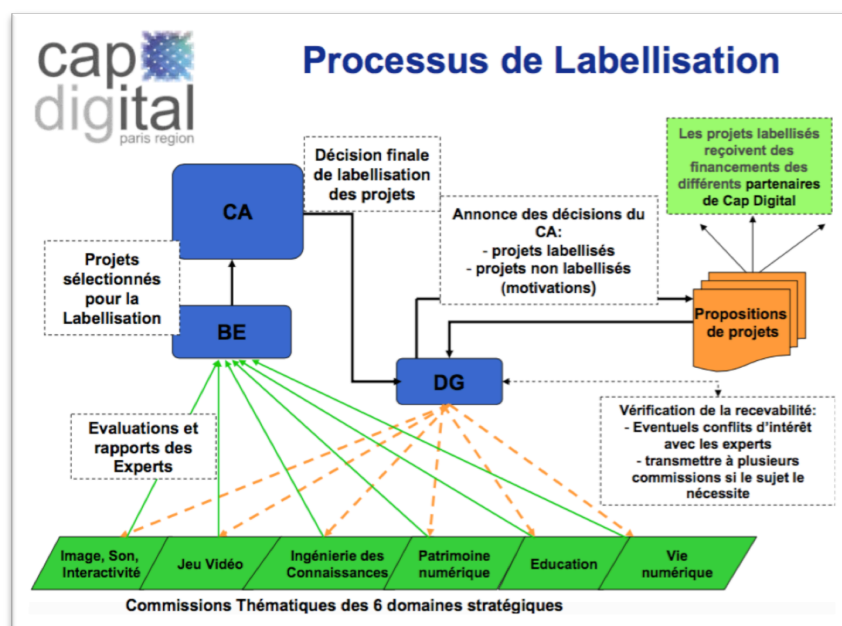 cap
digital
paris region
Processus de Labellisation
Les projets labellisés
reçoivent des
financements des
différents partenaires
de Cap Digital
Décision finale
de labellisation
des projets
CA
Annonce des décisions du
CA:
- projets labellisés
- projets non labellisés
(motivations)
Projets
sélectionnés
pour la
Labellisation
BE
Propositions
de projets
DG
Vérification de la recevabilité:
- Eventuels conflits d'intérêt
avec les experts
- transmettre à plusieurs
commissions si le sujet le
nécessite
Evaluations et
rapports des
Experts
Image, Son,
Interactivité
Jeu Vidéo
Ingénierie des
Connaissances
Patrimoine
numérique
Education
Vie
numérique
Commissions Thématiques des 6 domaines stratégiques